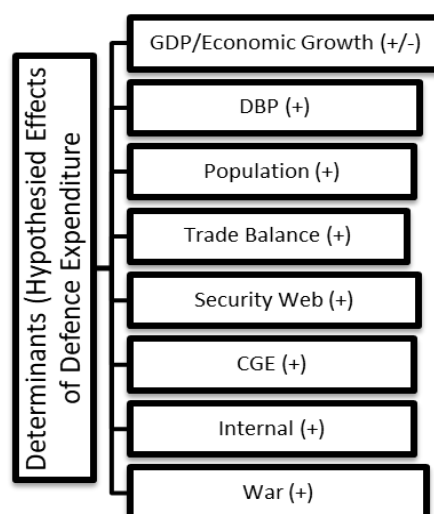 Determinants (Hypothesied Effects
of Defence Expenditure
GDP/Economic Growth (+/-)
DBP (+)
Population (+)
Trade Balance (+)
Security Web (+)
CGE (+)
Internal (+)
War (+)